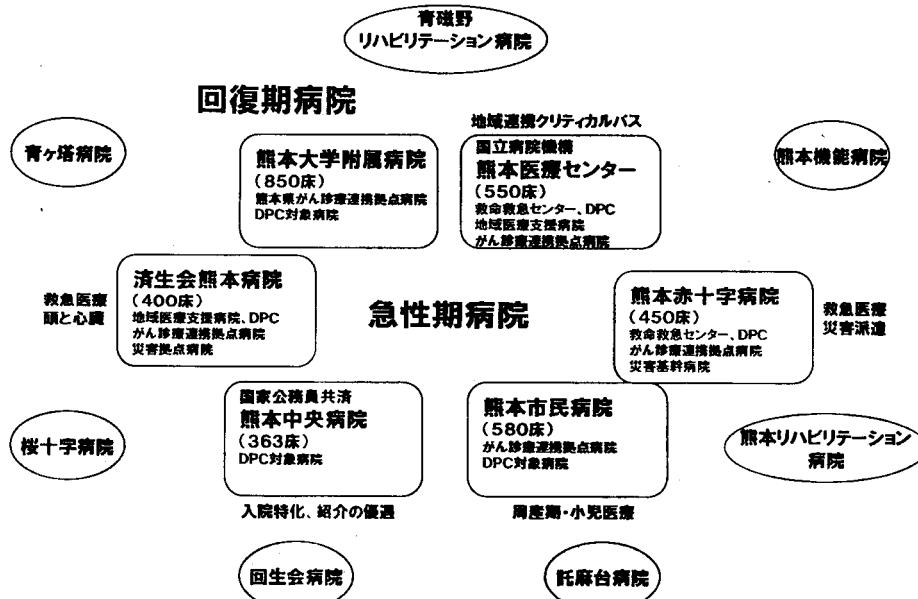 青磁野
リハビリテーション病院
回復期病院
地域連携クリティカルパス
青ヶ塔病院
熊本大学附属病院
(850床)
熊本県がん診療連携拠点病院
DPC対象病院
国立病院機構
熊本医療センター
(550床)
救命救急センター、DPC
地域医療支援病院
がん診療連携拠点病院
熊本機能病院
救急医療
頭と心臓
済生会熊本病院
(400床)
地域医療支援病院、DPC
がん診療連携拠点病院
災害拠点病院
急性期病院
熊本赤十字病院
(450床)
救命救急センター、DPC
がん診療連携拠点病院
災害基幹病院
救急医療
災害派遣
桜十字病院
国家公務員共済
熊本中央病院
(363床)
DPC対象病院
熊本市民病院
(580床)
がん診療連携拠点病院
DPC対象病院
熊本リハビリテーション
病院
入院特化、紹介の優遇
周産期・小児医療
回生会病院
託麻台病院